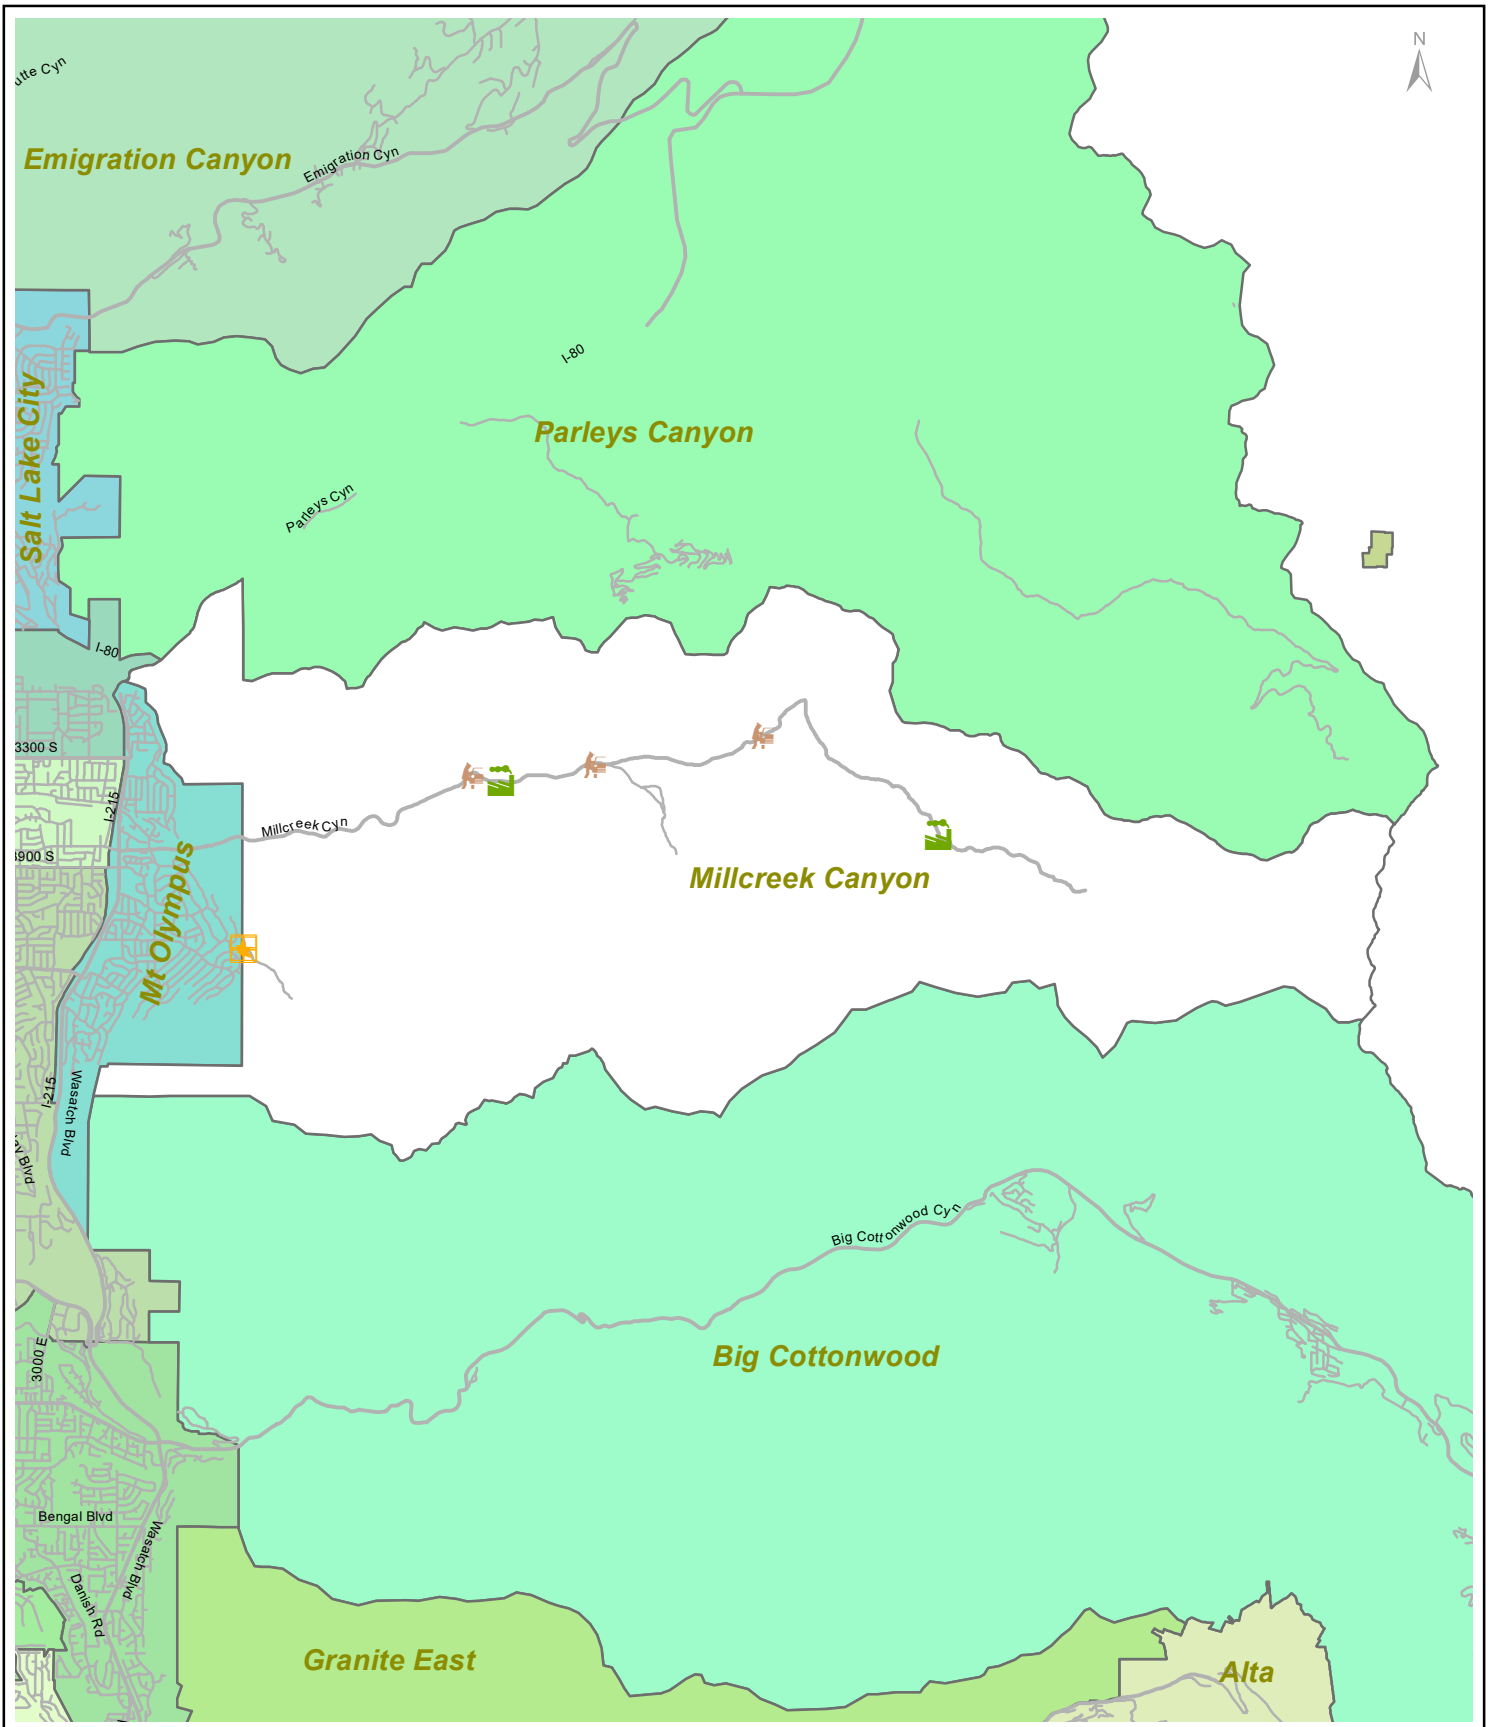 N
utte Cyn
Emigration Canyon
Emigration Cyn
I-80
Salt Lake City
Parleys Canyon
Parleys Cyn
I-80
3300 S
I-215
Millcreek Cyn
3900 S
Millcreek Canyon
Mt Olympus
I-215
Wasatch Blvd
ay Blvd
Big Cottonwood Cyn
3000 E
Big Cottonwood
Bengal Blvd
Wasatch Blvd
Danish Rd
Granite East
Alta